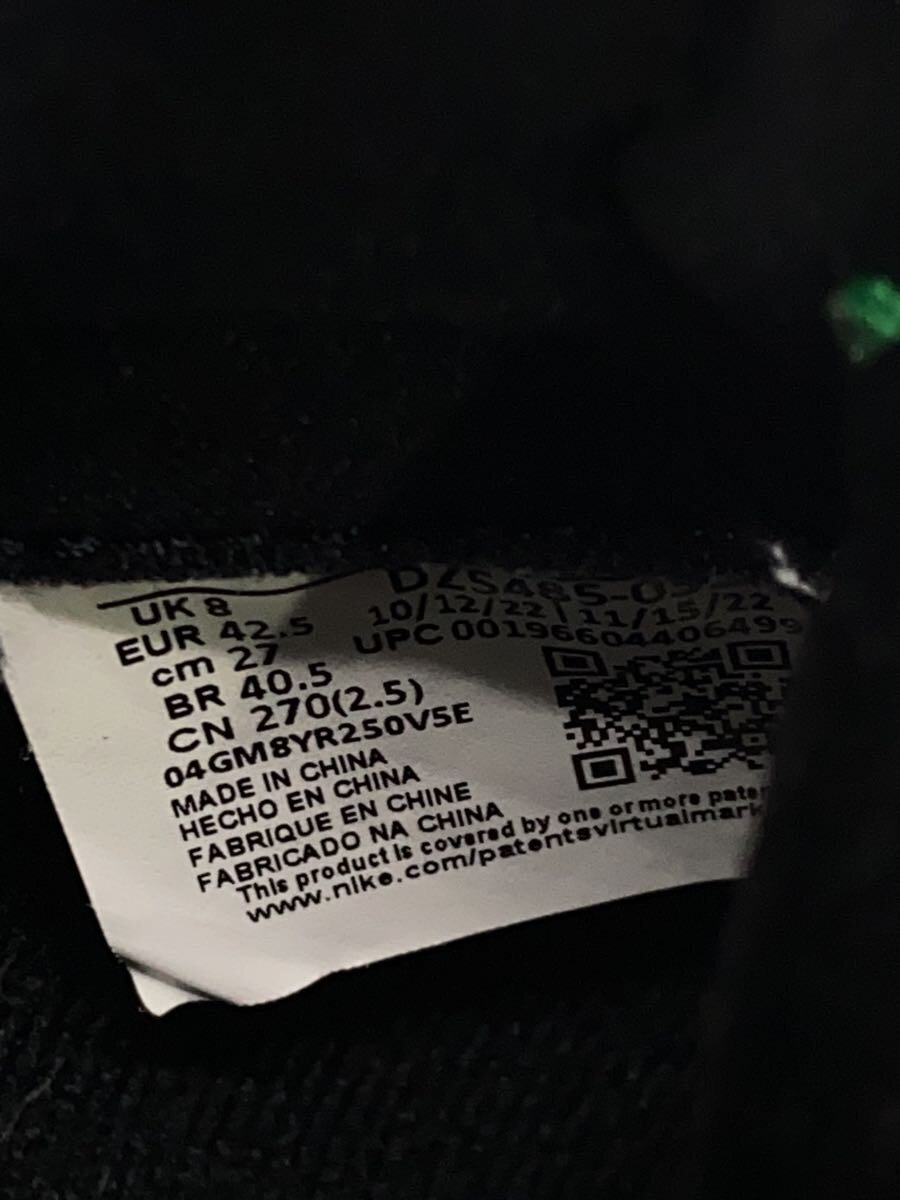 UK 8
EUR 42.5
cm 27
BR 40.5
CN 270(2.5)
04GM8YR250V5E
MADE IN CHINA
HECHO EN CHINA
FABRIQUE EN CHINE
FABRICADO NA CHINA
This product is covered by one or more
www.nike.com/patentsvirtualmark
10/12/22 | 11/15/22
UPC 00196604406499